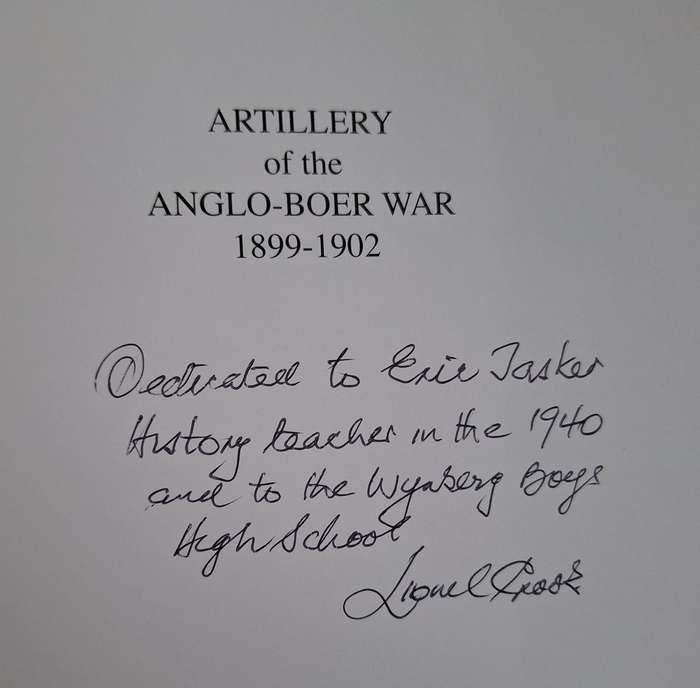 ARTILLERY
of the
ANGLO-BOER WAR
1899-1902
Dedicated to Eric Tasker
History teacher in the 1940
and to the Wynberg Boys
High School
Lionel Crook